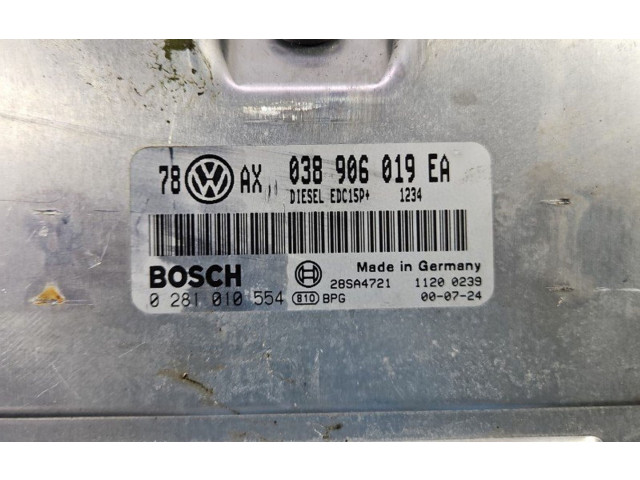 78 VW AX 038 906 019 EA
DIESEL EDC15P+ 1234
BOSCH
Made in Germany
28SA4721 1120 0239
0 281 010 554 810 BPG 00-07-24